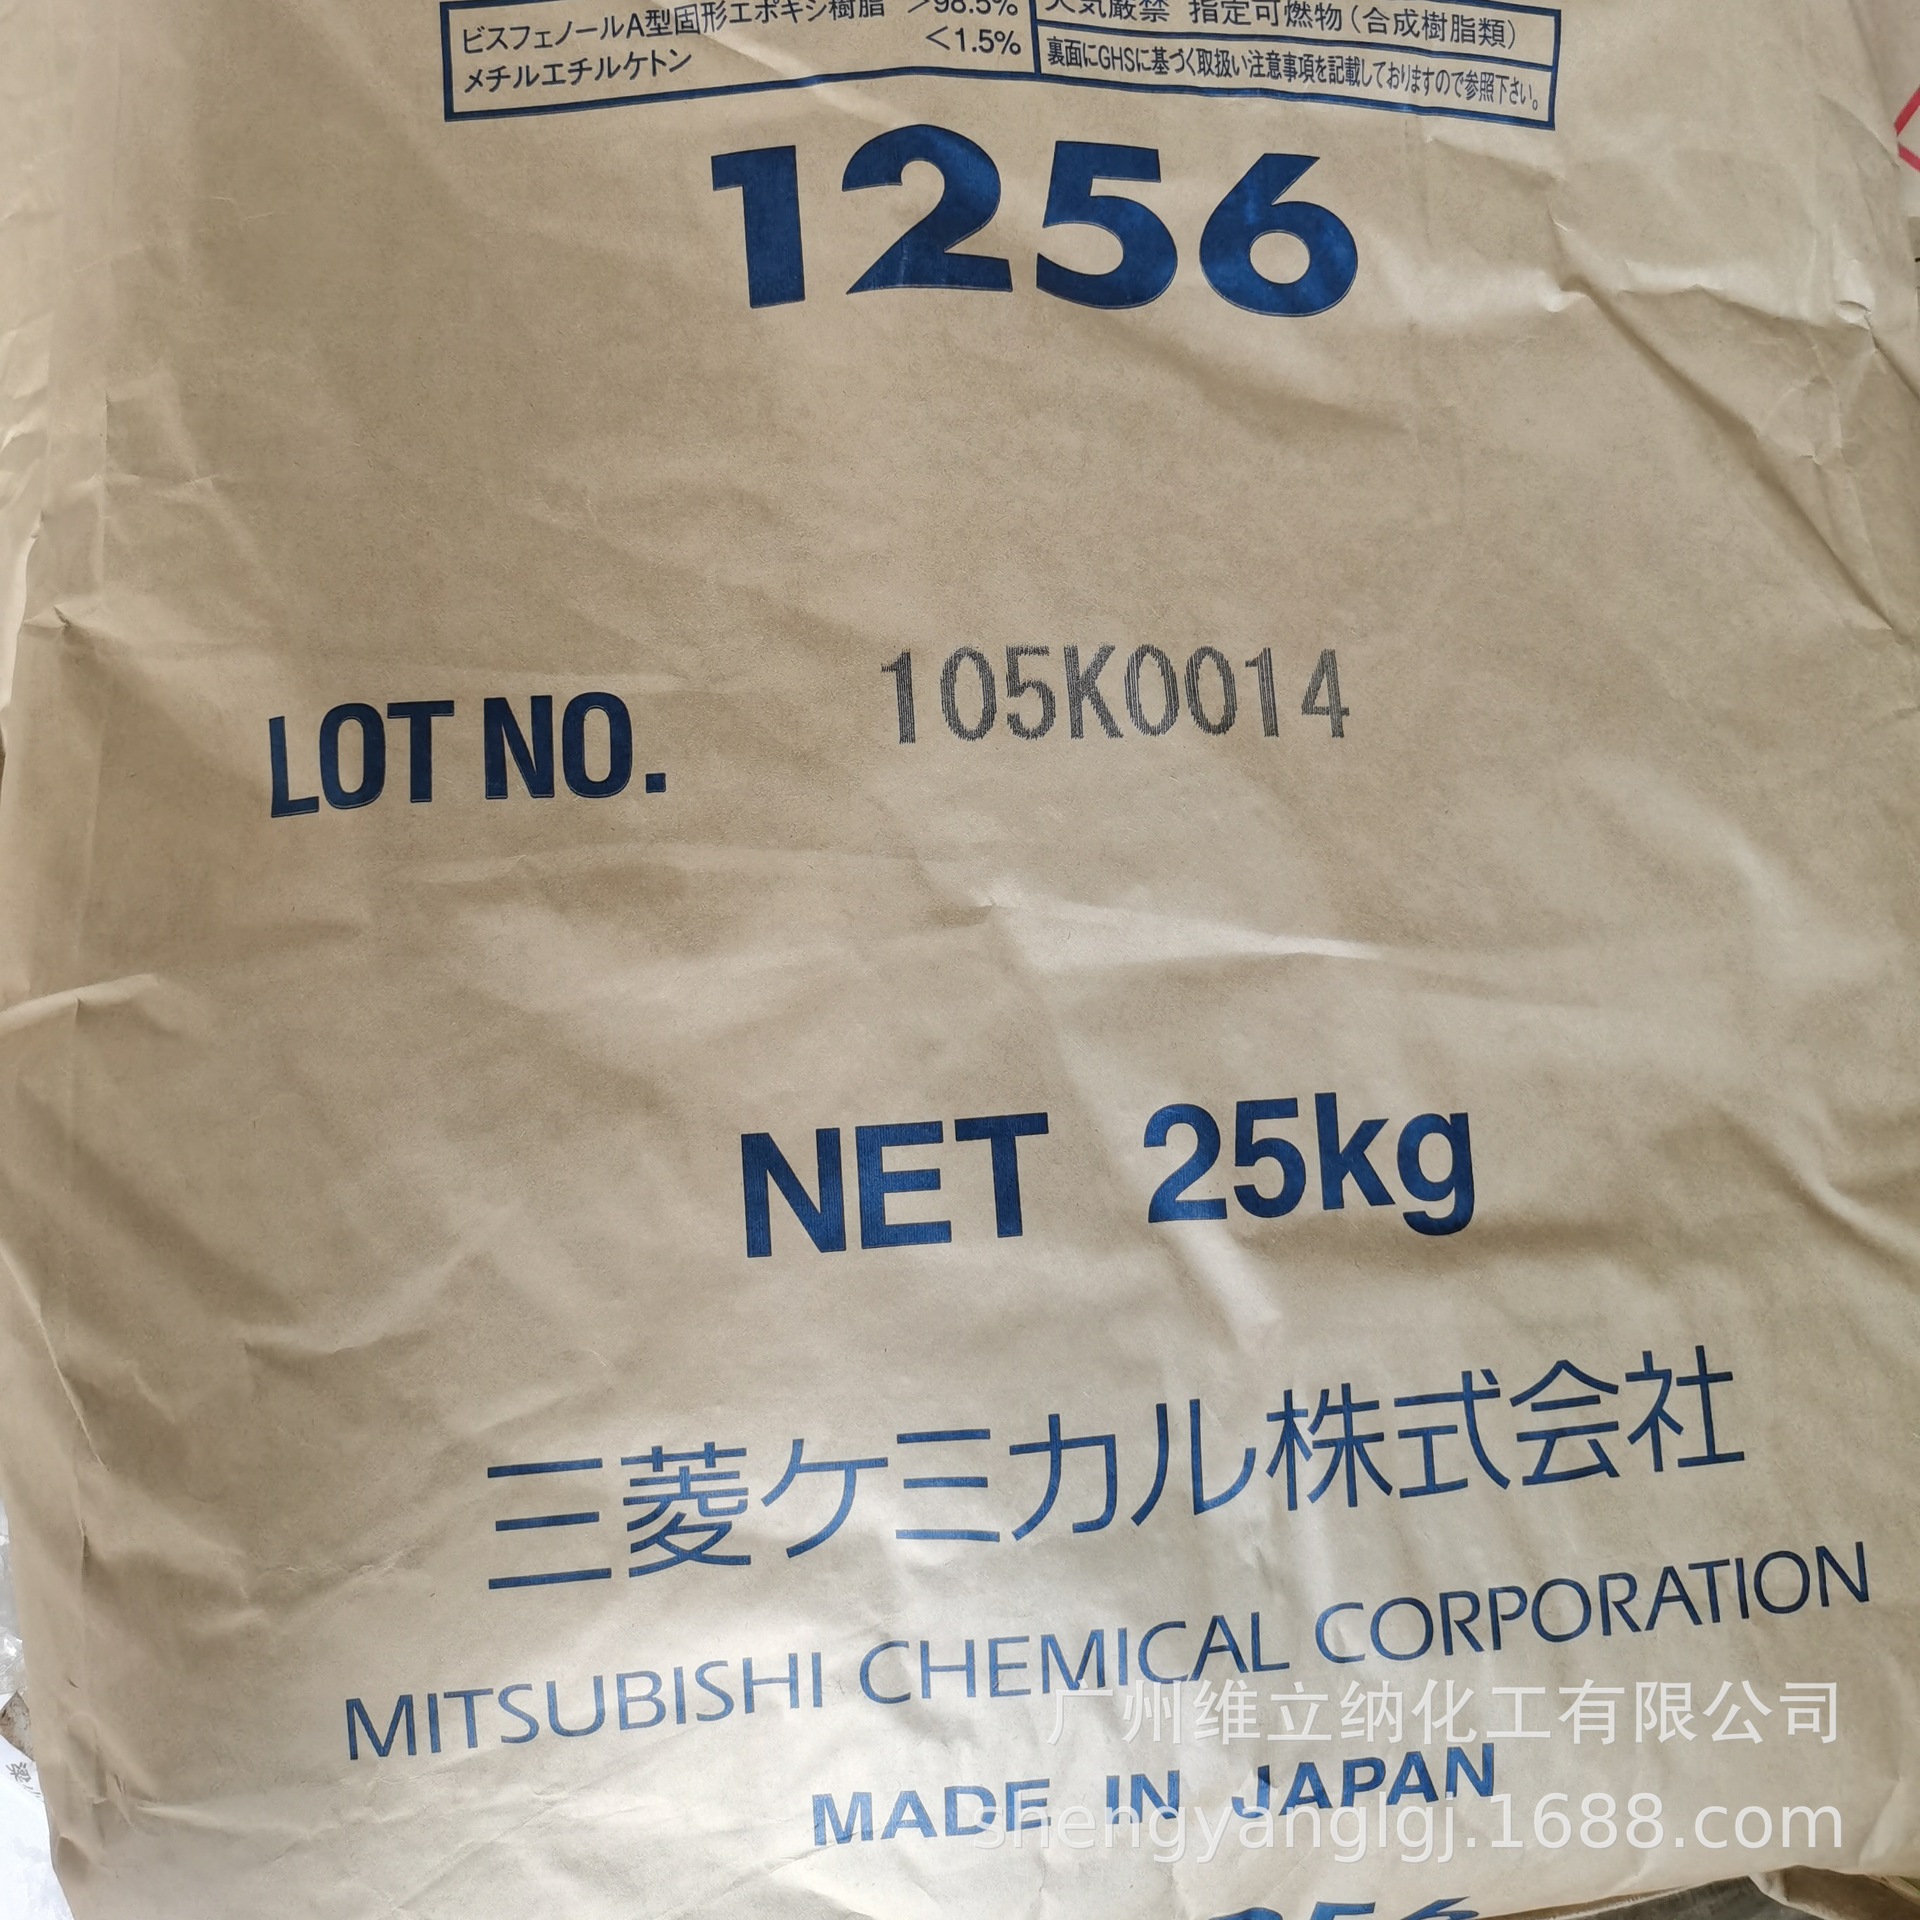 ビスフェノールA型固形エポキシ樹脂 >98.5%
メチルエチルケトン <1.5%
火気厳禁 指定可燃物（合成樹脂類）
裏面にGHSに基づく取扱い注意事項を記載しておりますので参照下さい。
1256
LOT NO. 105K0014
NET 25kg
三菱ケミカル株式会社
MITSUBISHI CHEMICAL CORPORATION
广州维立纳化工有限公司
MADE IN JAPAN
shengyanglgj.1688.com